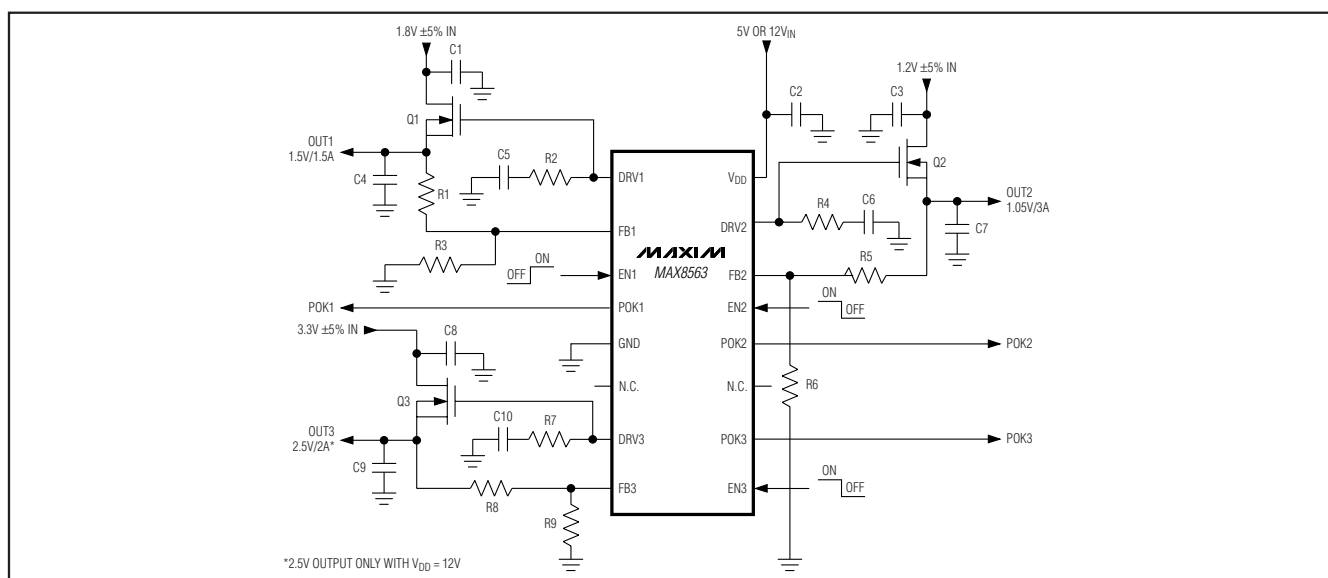 1.8V ±5% IN
C1
Q1
OUT1
1.5V/1.5A
C4
R1
C5
R2
R3
OFF
ON
POK1
3.3V ±5% IN
C8
Q3
OUT3
2.5V/2A*
C9
C10
R7
R8
R9
*2.5V OUTPUT ONLY WITH VDD = 12V
DRV1
FB1
EN1
POK1
GND
N.C.
DRV3
FB3
MAXIM
MAX8563
VDD
DRV2
FB2
EN2
POK2
N.C.
POK3
EN3
5V OR 12VIN
C2
C3
1.2V ±5% IN
Q2
OUT2
1.05V/3A
R4
C6
C7
R5
ON
OFF
POK2
R6
POK3
ON
OFF